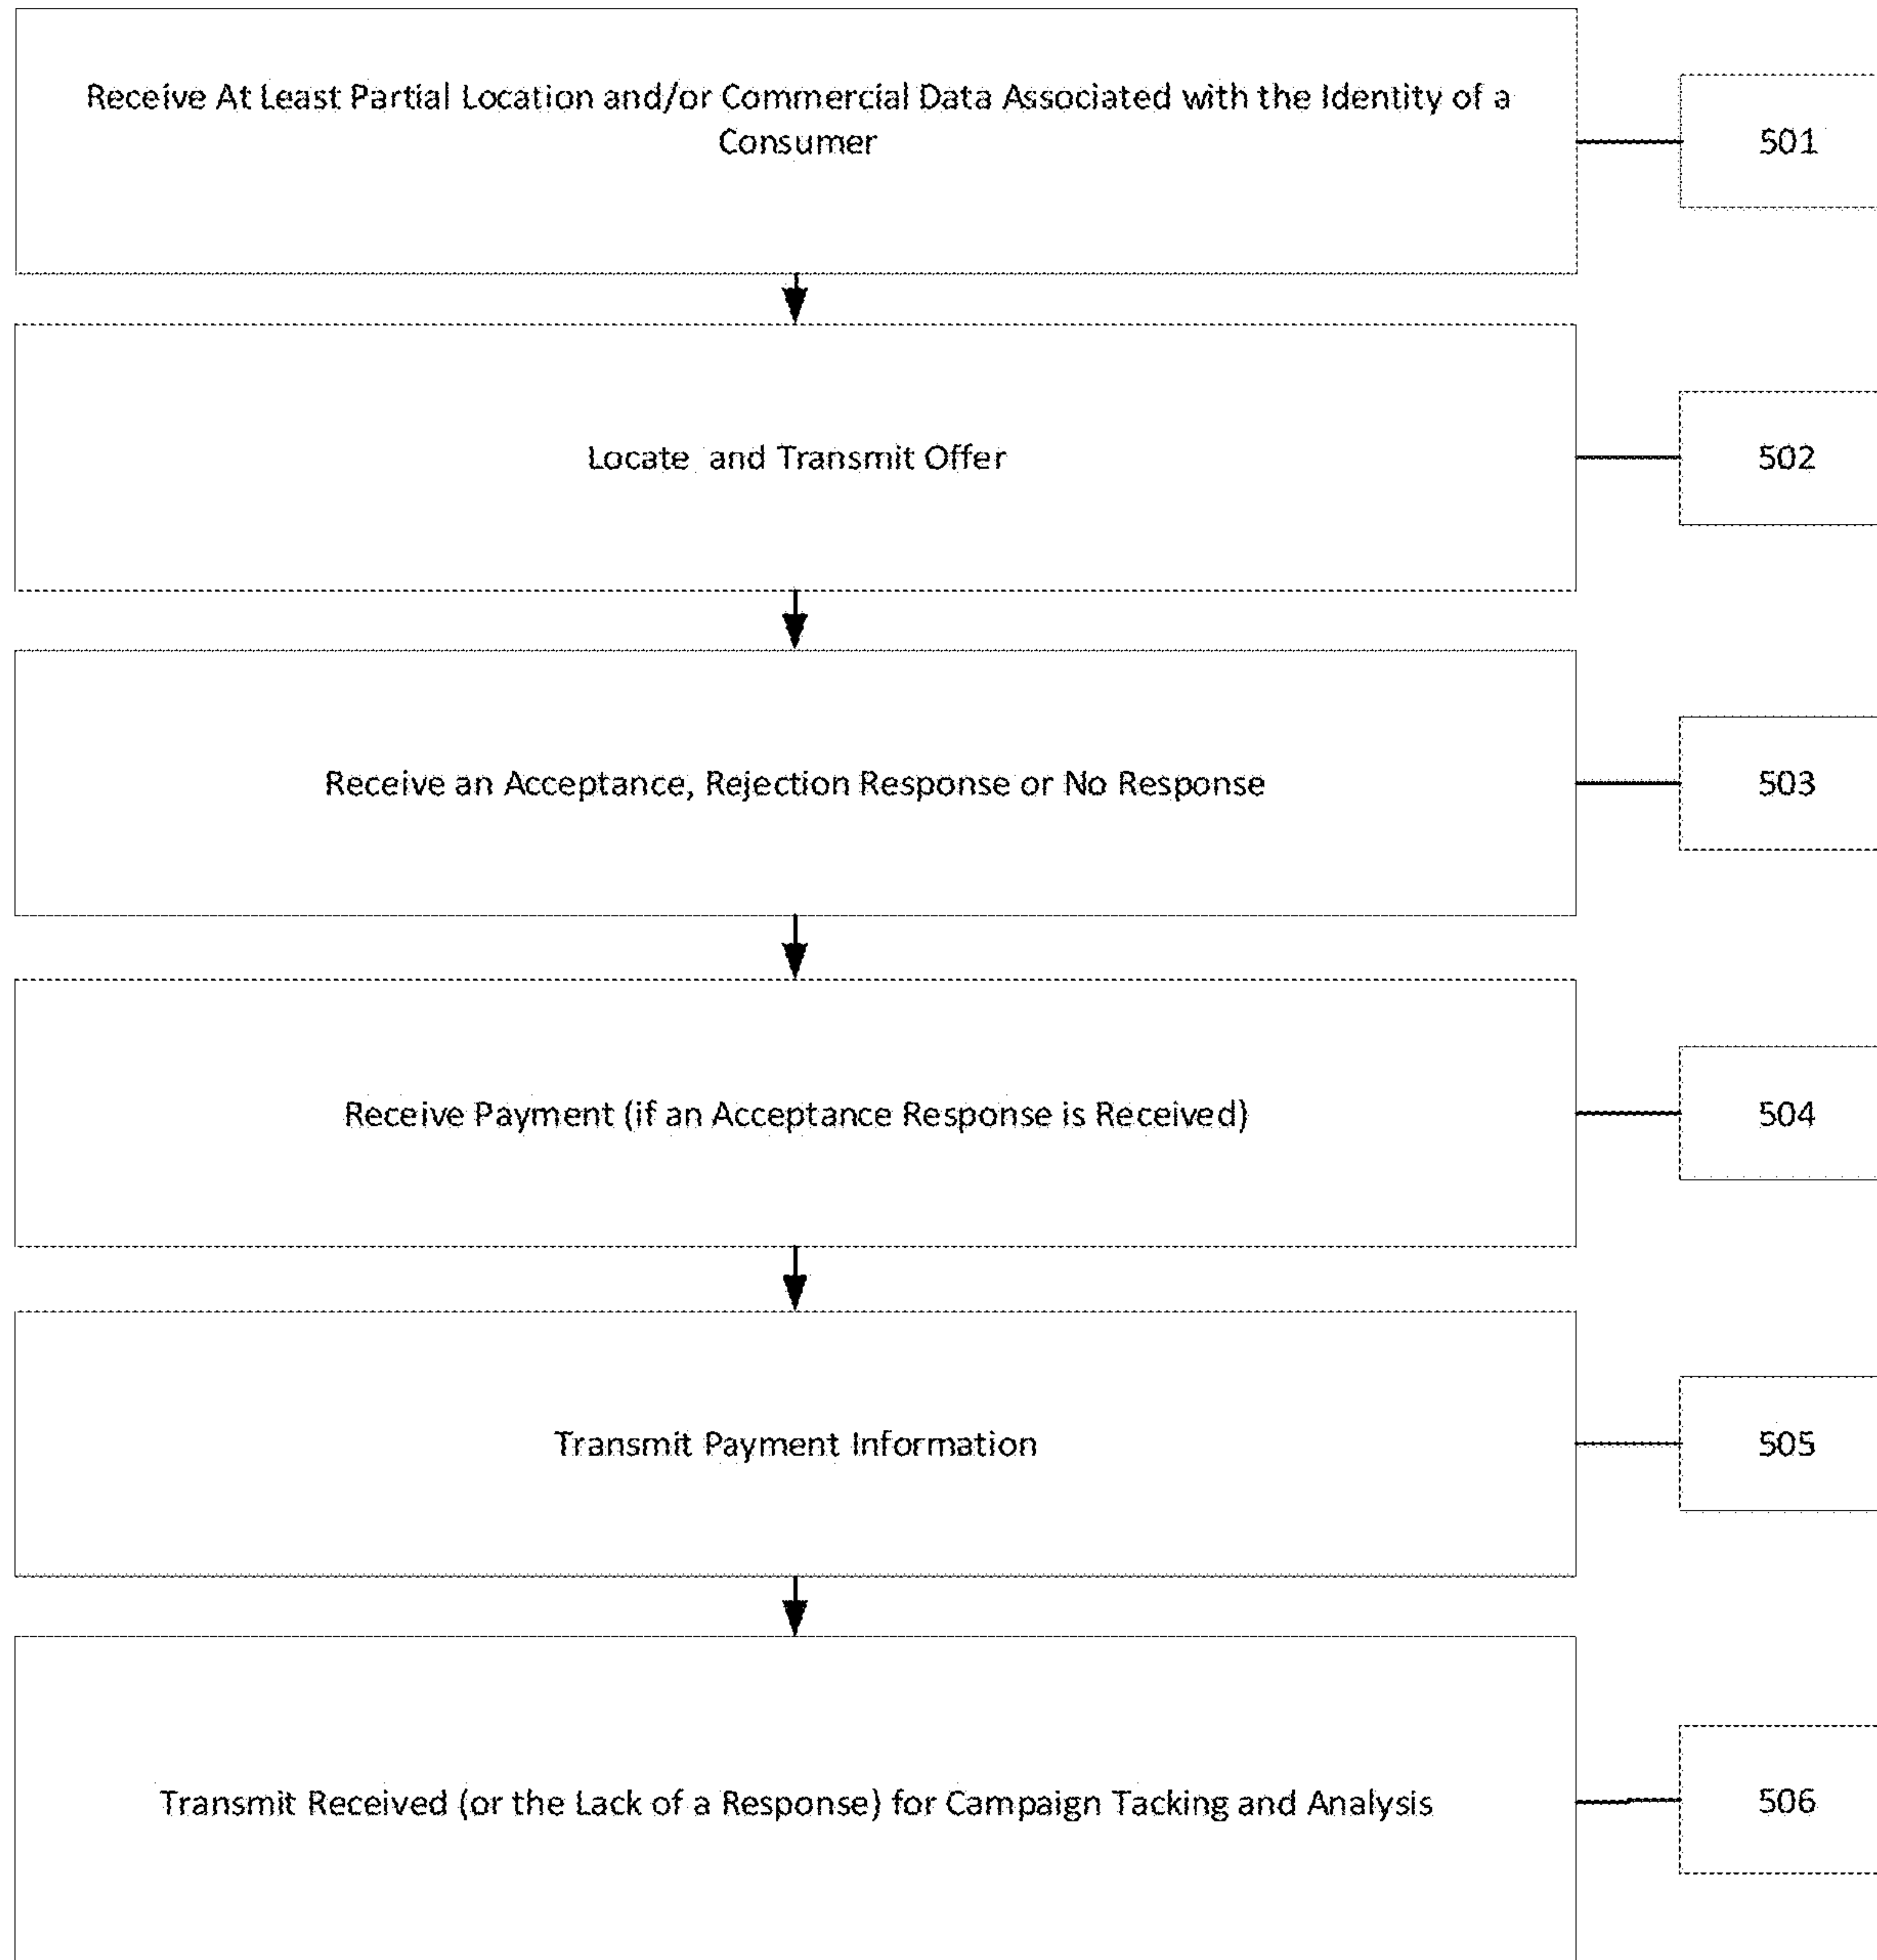 Receive At Least Partial Location and/or Commercial Data Associated with the Identity of a
Consumer
501
Locate and Transmit Offer
502
Receive an Acceptance, Rejection Response or No Response
503
Receive Payment (if an Acceptance Response is Received)
504
Transmit Payment Information
505
Transmit Received (or the Lack of a Response) for Campaign Tacking and Analysis
506